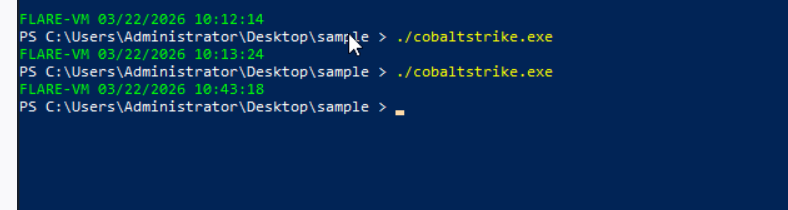 FLARE-VM 03/22/2026 10:12:14
PS C:\Users\Administrator\Desktop\sample > ./cobaltstrike.exe
FLARE-VM 03/22/2026 10:13:24
PS C:\Users\Administrator\Desktop\sample > ./cobaltstrike.exe
FLARE-VM 03/22/2026 10:43:18
PS C:\Users\Administrator\Desktop\sample >